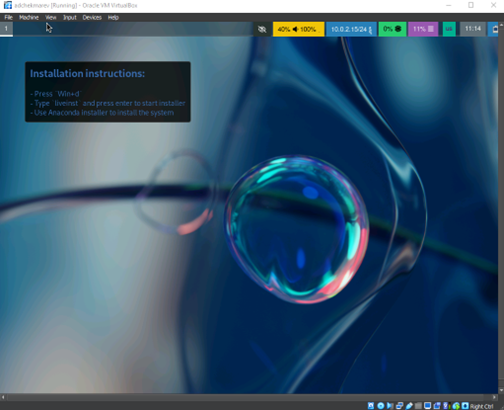 adchekmarev [Running] - Oracle VM VirtualBox
File Machine View Input Devices Help
1 40% 100% 10.0.2.15/24 0% 11% 11:14
Installation instructions:
- Press Win+d
- Type liveinst and press enter to start installer
- Use Anaconda Installer to install the system
Right Ctrl